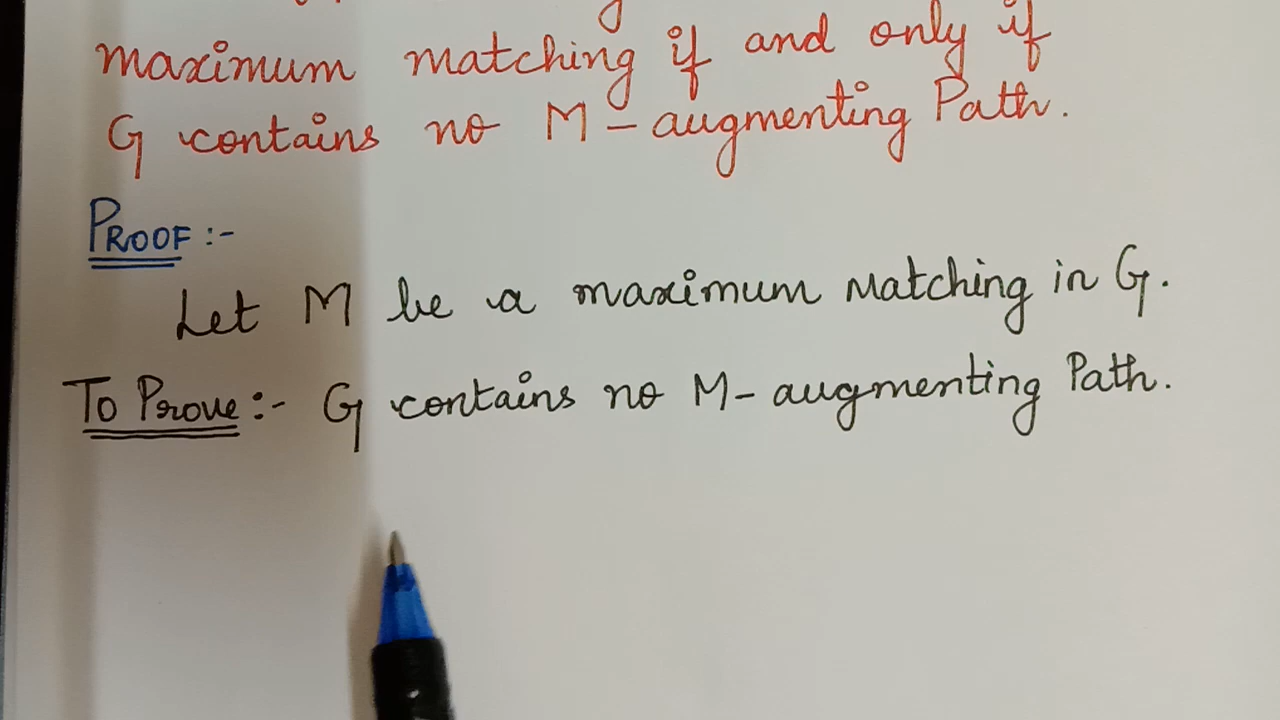 maximum matching if and only if
G contains no M-augmenting Path.
PROOF :-
Let M be a maximum Matching in G.
To Prove:- G contains no M-augmenting Path.